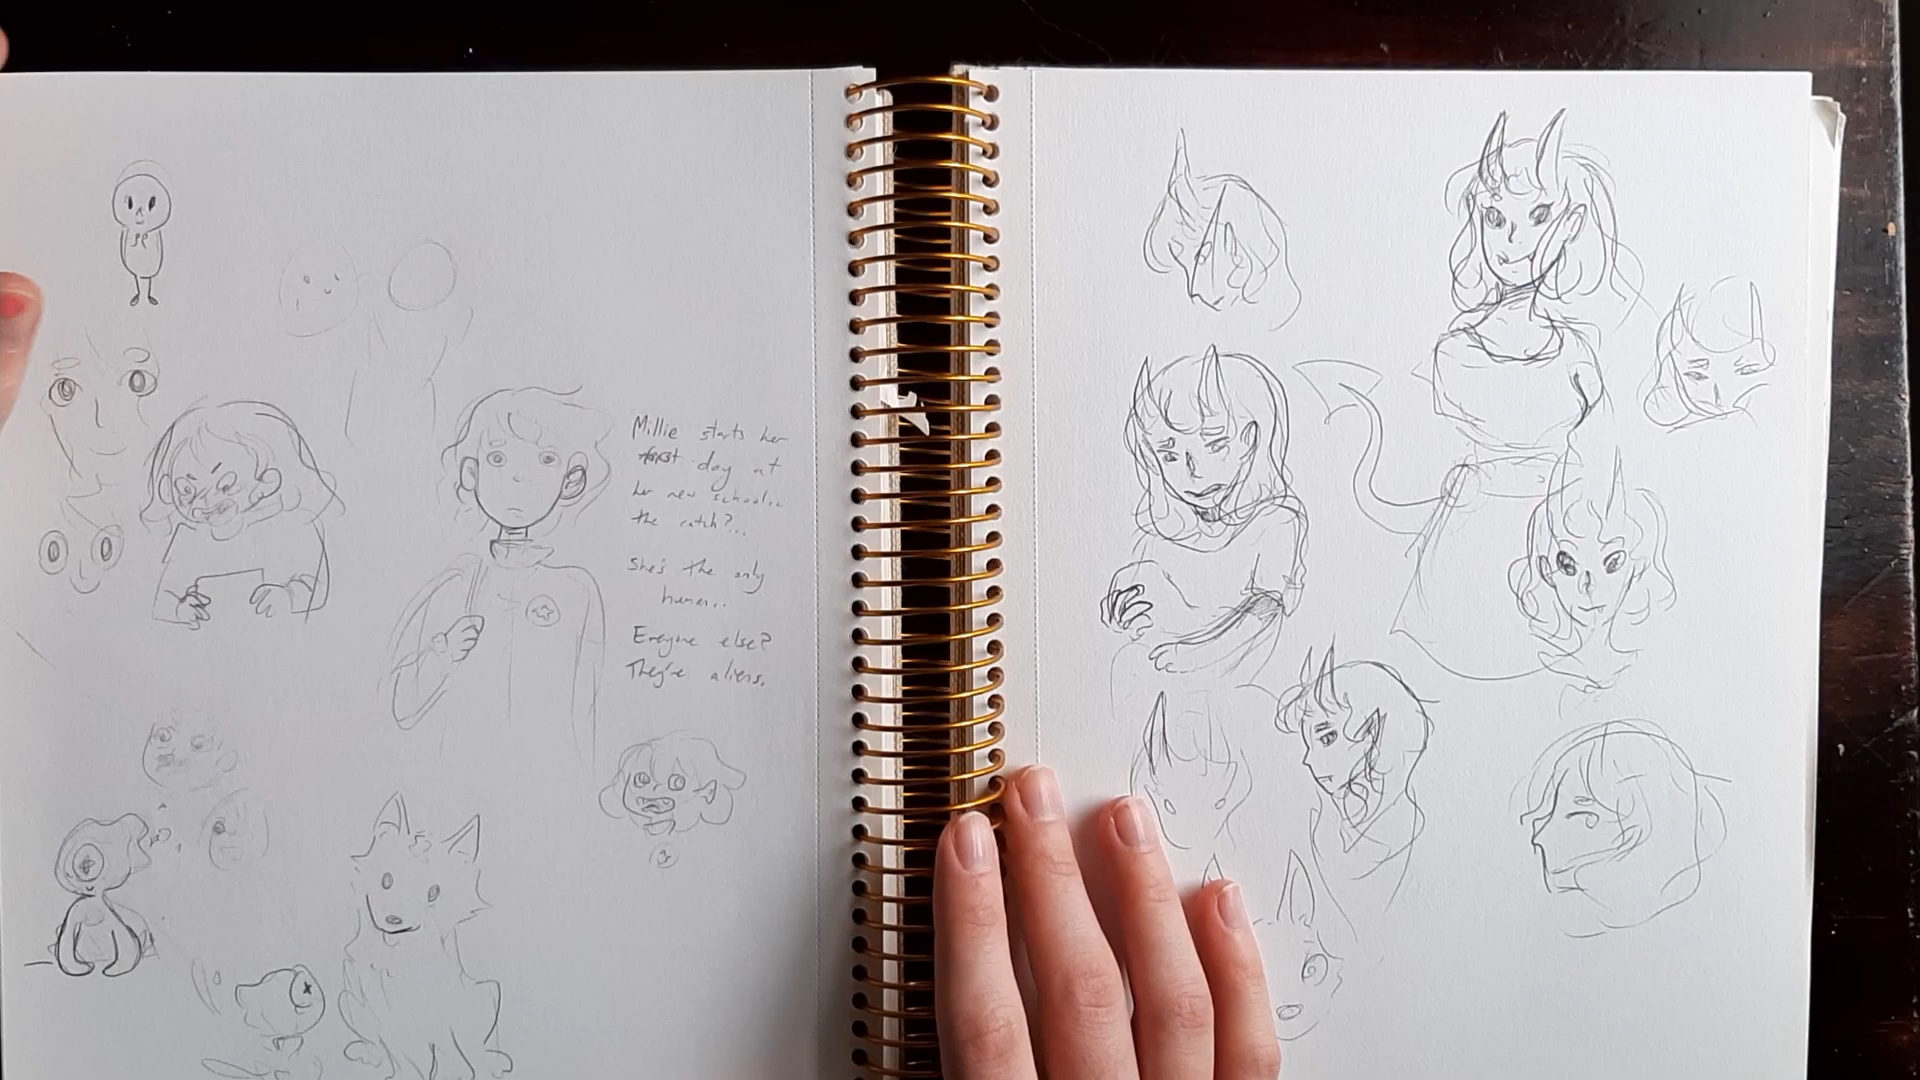 Millie starts her
first day at
her new school..
the catch?...
She's the only
human..
Eveyone else?
They're aliens.